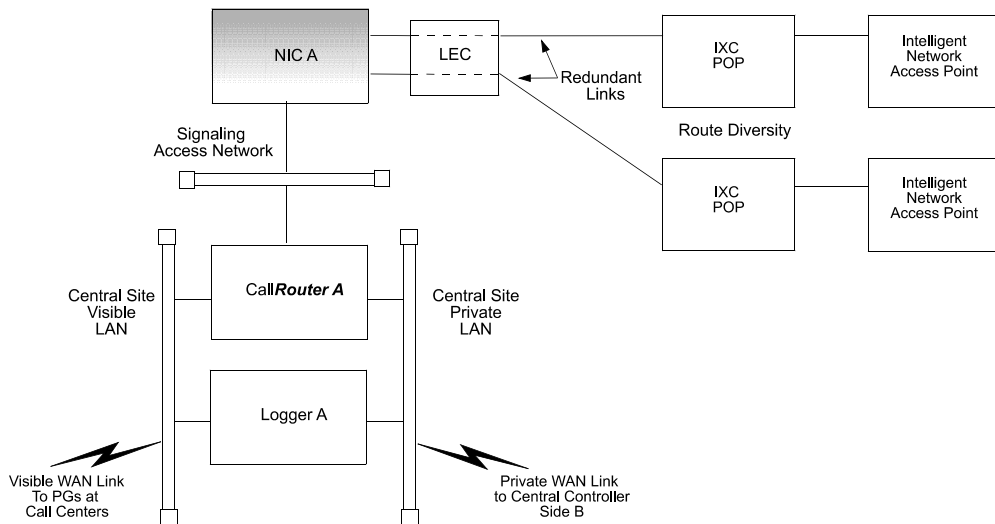 NIC A
LEC
IXC
POP
Intelligent
Network
Access Point
Redundant
Links
Route Diversity
Signaling
Access Network
IXC
POP
Intelligent
Network
Access Point
CallRouter A
Central Site
Visible
LAN
Central Site
Private
LAN
Logger A
Visible WAN Link
To PGs at
Call Centers
Private WAN Link
to Central Controller
Side B